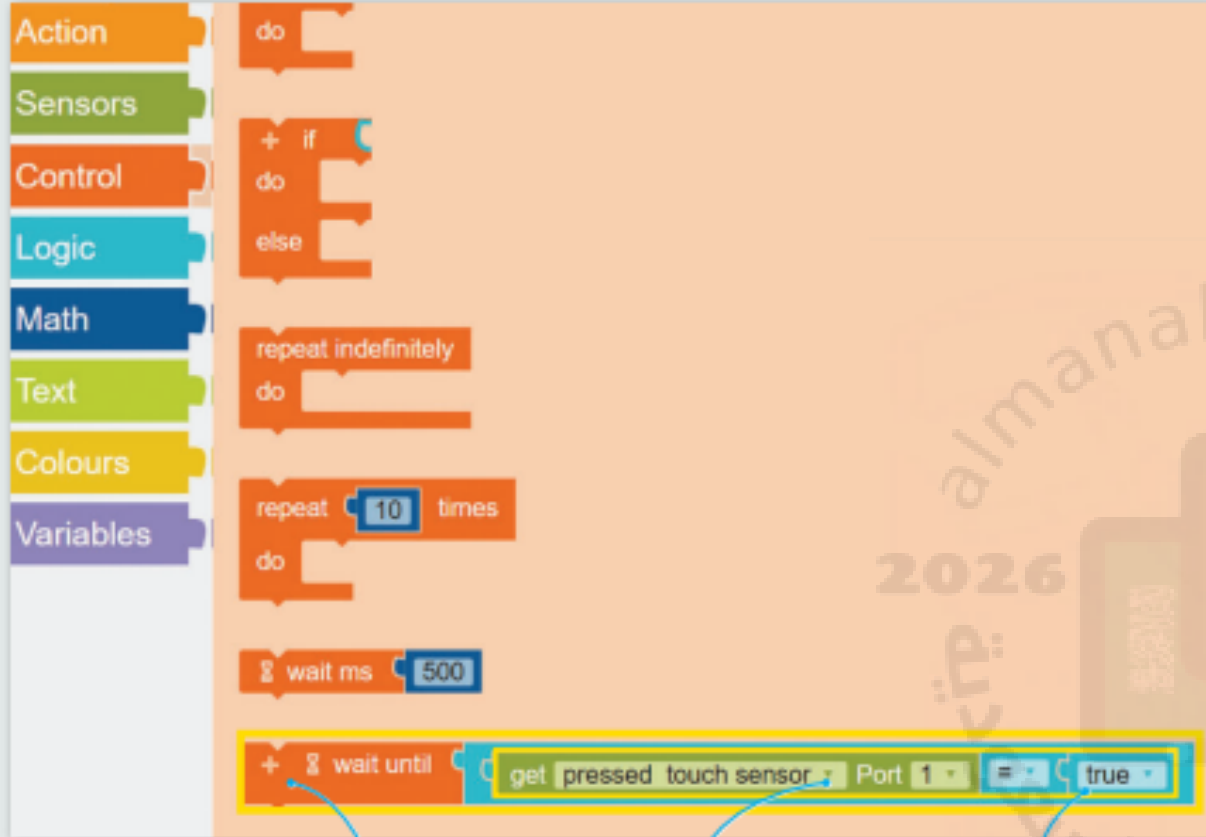 Action
Sensors
Control
Logic
Math
Text
Colours
Variables
do
+ if
do
else
repeat indefinitely
do
repeat 10 times
do
wait ms 500
+ wait until get pressed touch sensor Port 1 = true
almana
2026